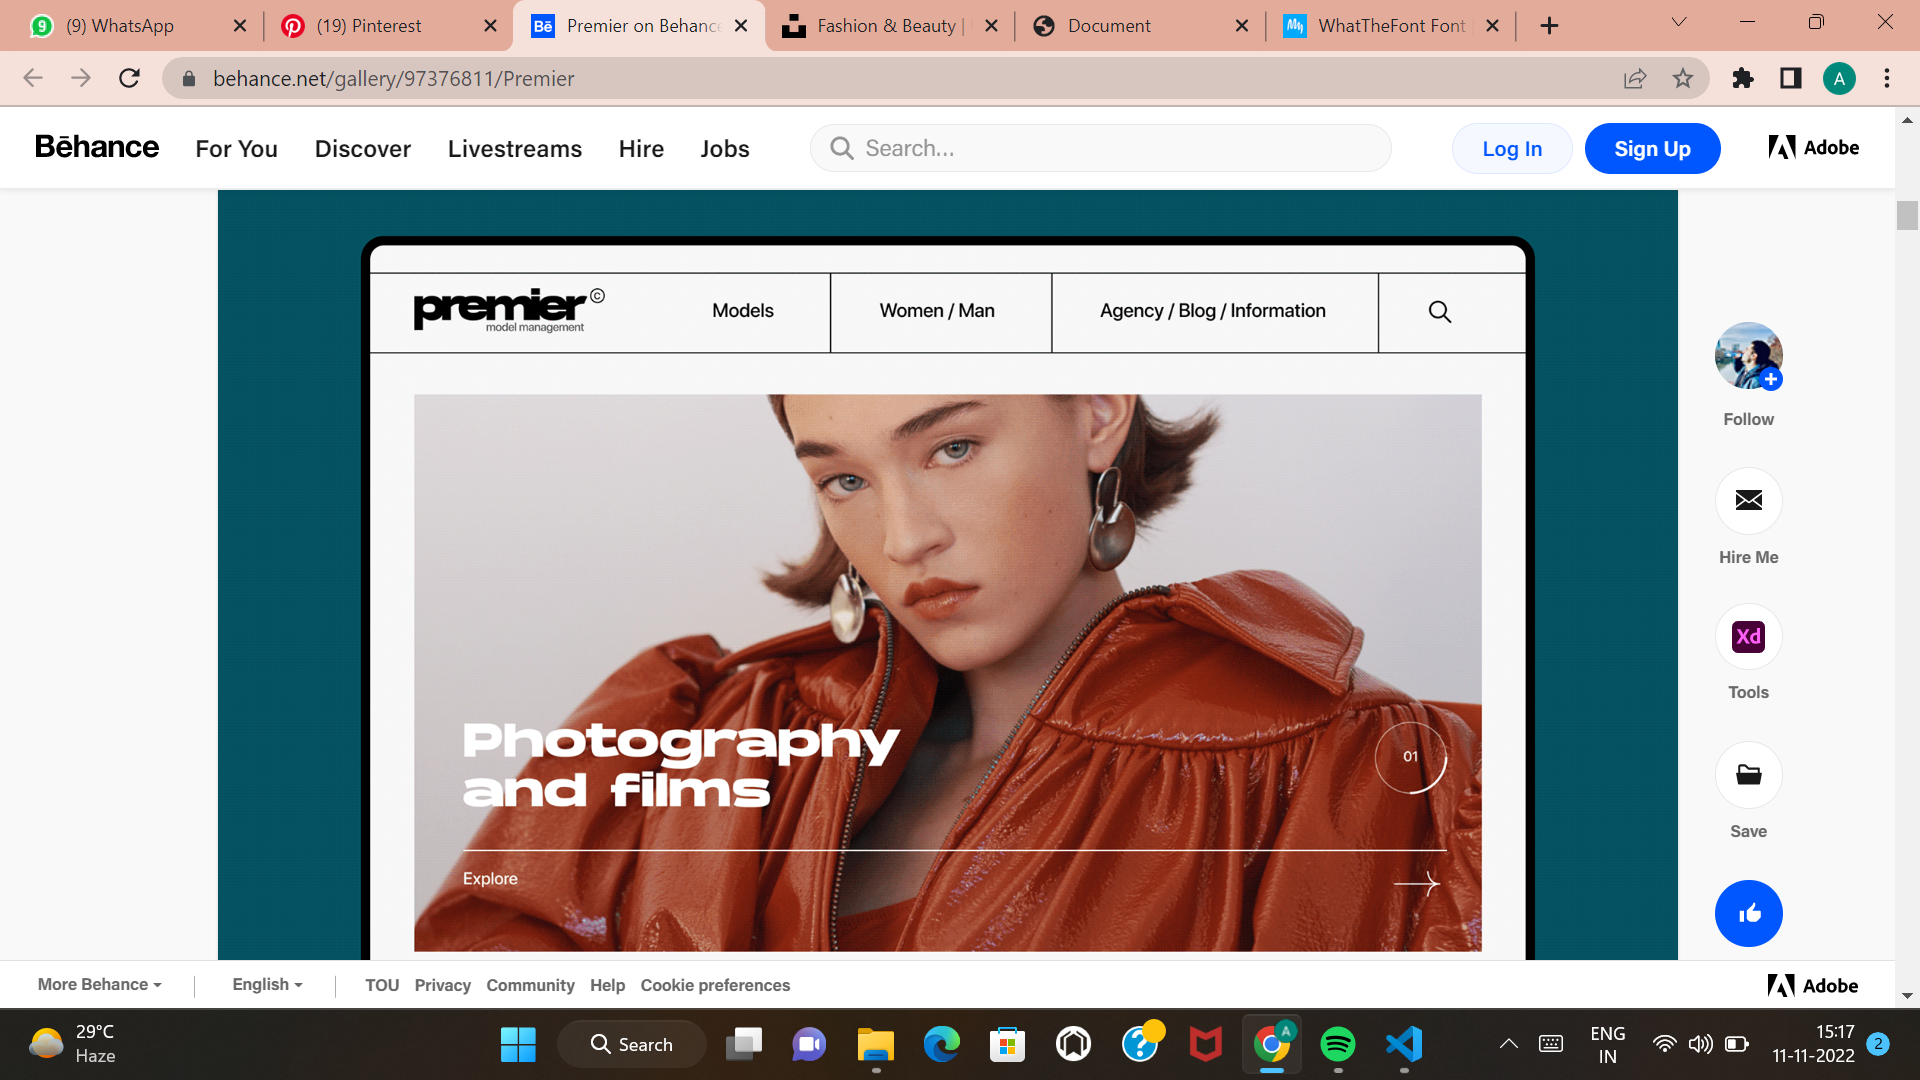 9
(9) WhatsApp
(19) Pinterest
Bē
Premier on Behance
Fashion & Beauty |
Document
WhatTheFont Font
behance.net/gallery/97376811/Premier
A
Bēhance
For You
Discover
Livestreams
Hire
Jobs
Search...
Log In
Sign Up
Adobe
premier©
model management
Models
Women / Man
Agency / Blog / Information
Follow
Hire Me
Xd
Tools
Photography
and films
01
Save
Explore
More Behance
English
TOU
Privacy
Community
Help
Cookie preferences
Adobe
29°C
Haze
Search
A
ENG
IN
15:17
11-11-2022
2